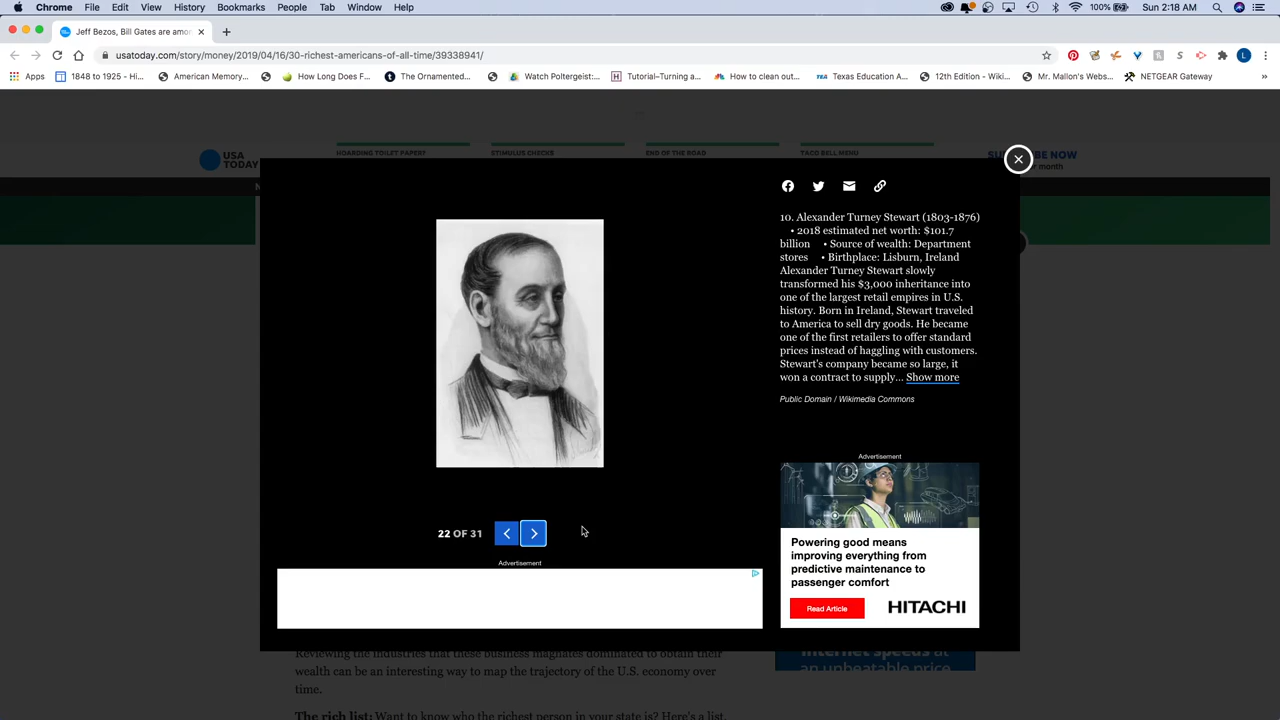 Chrome File Edit View History Bookmarks People Tab Window Help 100% Sun 2:18 AM
Jeff Bezos, Bill Gates are amon
usatoday.com/story/money/2019/04/16/30-richest-americans-of-all-time/39338941/
Apps 1848 to 1925 - Hi... American Memory... How Long Does F... The Ornamented... Watch Poltergeist:... Tutorial–Turning a... How to clean out... Texas Education A... 12th Edition - Wiki... Mr. Mallon's Webs... NETGEAR Gateway
USA
TODAY
HOARDING TOILET PAPER? STIMULUS CHECKS END OF THE ROAD TACO BELL MENU
NOW
month
10. Alexander Turney Stewart (1803-1876)
• 2018 estimated net worth: $101.7
billion • Source of wealth: Department
stores • Birthplace: Lisburn, Ireland
Alexander Turney Stewart slowly
transformed his $3,000 inheritance into
one of the largest retail empires in U.S.
history. Born in Ireland, Stewart traveled
to America to sell dry goods. He became
one of the first retailers to offer standard
prices instead of haggling with customers.
Stewart's company became so large, it
won a contract to supply... Show more
Public Domain / Wikimedia Commons
22 OF 31
Advertisement
Advertisement
Powering good means
improving everything from
predictive maintenance to
passenger comfort
Read Article HITACHI
Reviewing the industries that these business magnates dominated to obtain their
wealth can be an interesting way to map the trajectory of the U.S. economy over
time.
The rich list: Want to know who the richest person in your state is? Here's a list.
internet speeds at
an unbeatable price